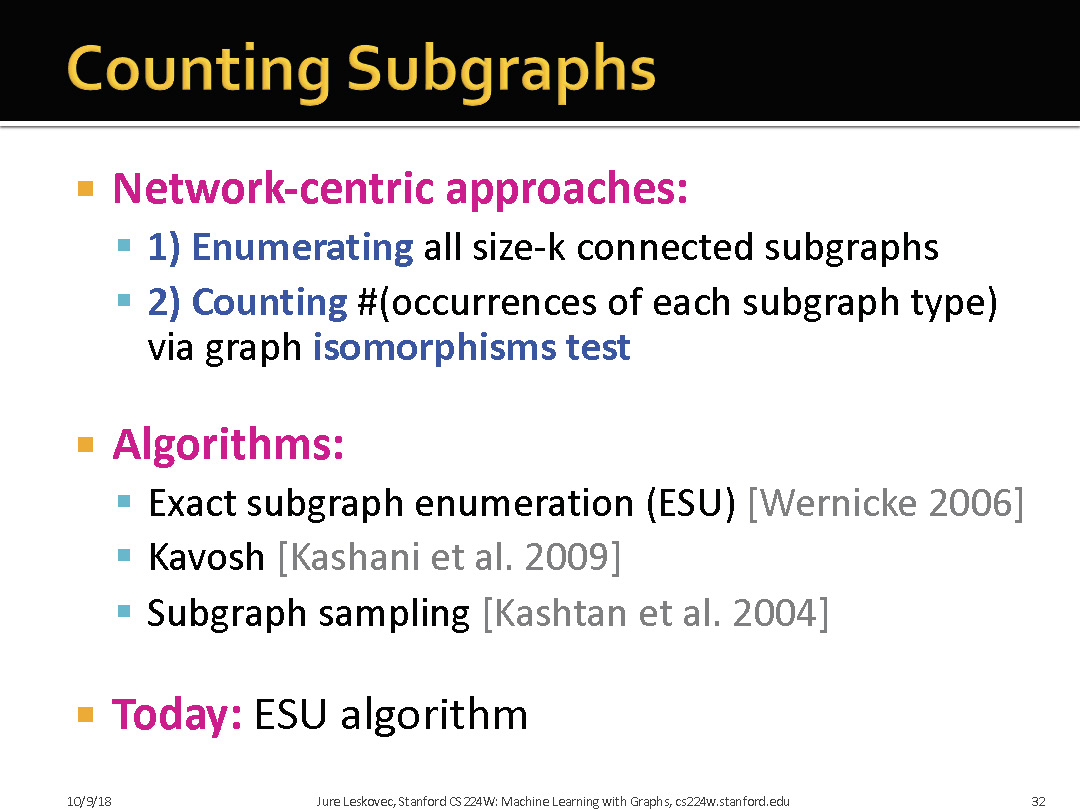 Counting Subgraphs
Network-centric approaches:
1) Enumerating all size-k connected subgraphs
2) Counting #(occurrences of each subgraph type)
via graph isomorphisms test
Algorithms:
Exact subgraph enumeration (ESU) [Wernicke 2006]
Kavosh [Kashani et al. 2009]
Subgraph sampling [Kashtan et al. 2004]
Today: ESU algorithm
10/9/18 Jure Leskovec, Stanford CS224W: Machine Learning with Graphs, cs224w.stanford.edu 32